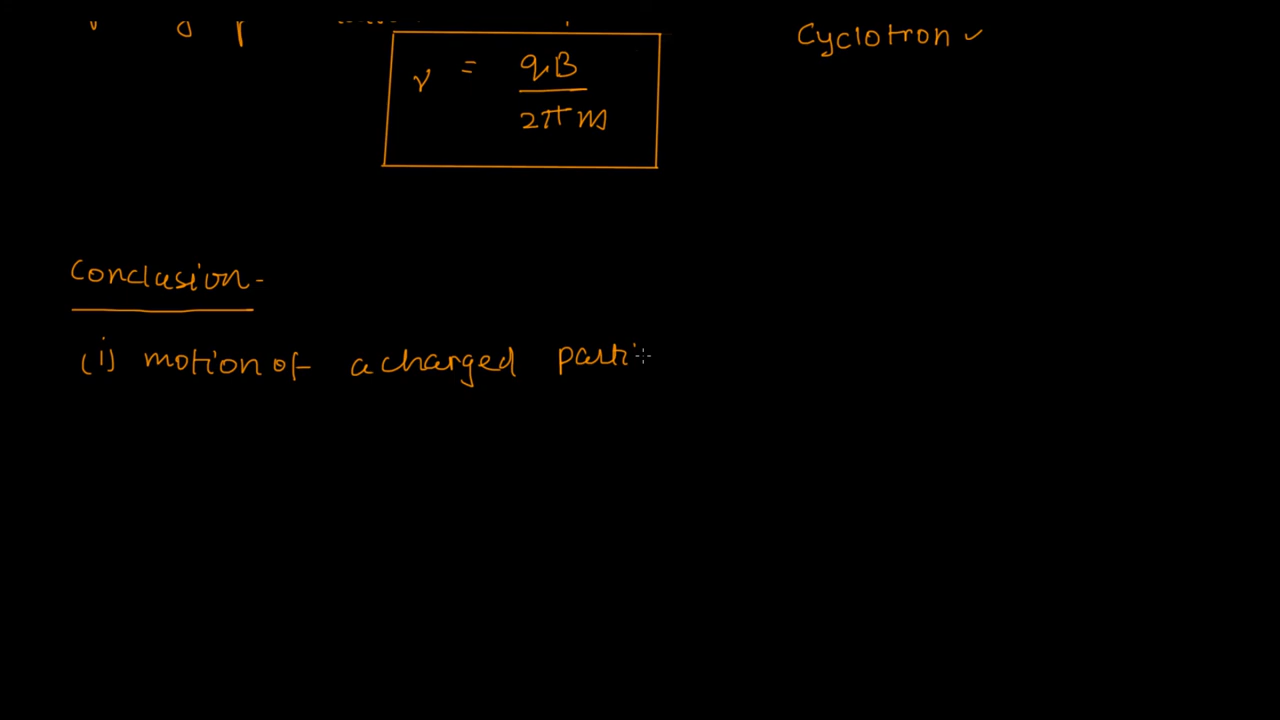 Cyclotron ✓
ν = qB / 2πm
Conclusion-
(i) motion of a charged parti